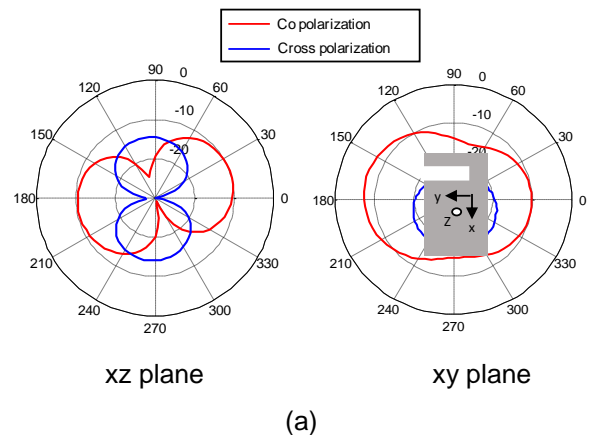 Co polarization
Cross polarization
90 0
120 60
-10
150 30
-20
180 0
210 330
240 300
270
90 0
120 60
-10
150 30
-20
180 y 0
Z x
210 330
240 300
270
xz plane
xy plane
(a)